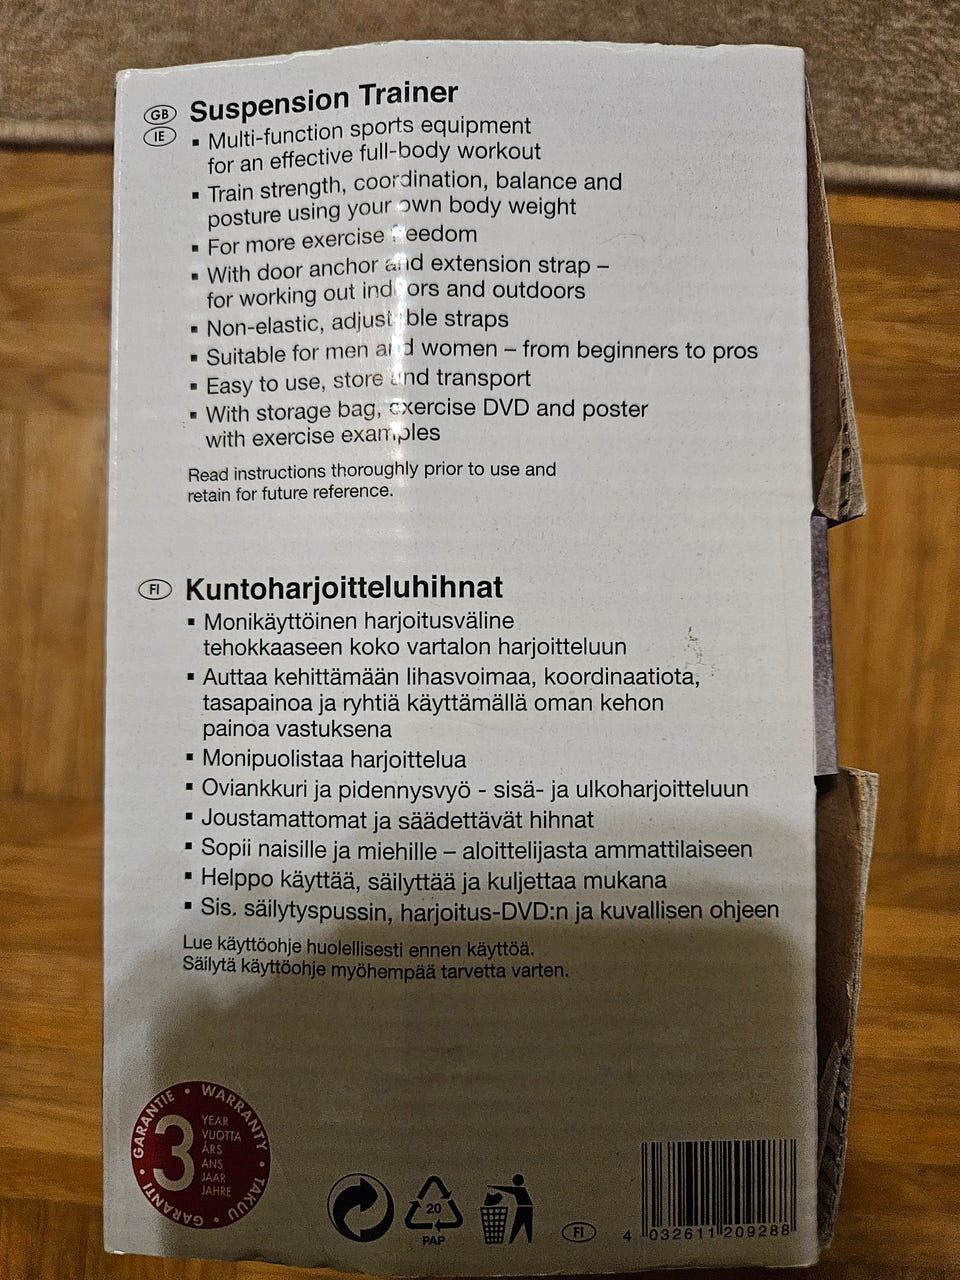 GB Suspension Trainer
IE
▪ Multi-function sports equipment
for an effective full-body workout
▪ Train strength, coordination, balance and
posture using your own body weight
▪ For more exercise freedom
▪ With door anchor and extension strap –
for working out indoors and outdoors
▪ Non-elastic, adjustable straps
▪ Suitable for men and women – from beginners to pros
▪ Easy to use, store and transport
▪ With storage bag, exercise DVD and poster
with exercise examples
Read instructions thoroughly prior to use and
retain for future reference.
FI Kuntoharjoitteluhihnat
▪ Monikäyttöinen harjoitusväline
tehokkaaseen koko vartalon harjoitteluun
▪ Auttaa kehittämään lihasvoimaa, koordinaatiota,
tasapainoa ja ryhtiä käyttämällä oman kehon
painoa vastuksena
▪ Monipuolistaa harjoittelua
▪ Oviankkuri ja pidennysvyö - sisä- ja ulkoharjoitteluun
▪ Joustamattomat ja säädettävät hihnat
▪ Sopii naisille ja miehille – aloittelijasta ammattilaiseen
▪ Helppo käyttää, säilyttää ja kuljettaa mukana
▪ Sis. säilytyspussin, harjoitus-DVD:n ja kuvallisen ohjeen
Lue käyttöohje huolellisesti ennen käyttöä.
Säilytä käyttöohje myöhempää tarvetta varten.
GARANTIE • WARRANTY • TAKUU • GARANTI •
3
YEAR
VUOTTA
ÅRS
ANS
JAAR
JAHRE
20
PAP
FI
4 032611 209288